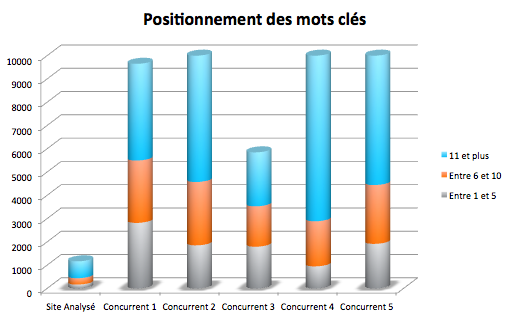 Positionnement des mots clés
10000
9000
8000
7000
6000
5000
4000
3000
2000
1000
0
Site Analysé Concurrent 1 Concurrent 2 Concurrent 3 Concurrent 4 Concurrent 5
11 et plus
Entre 6 et 10
Entre 1 et 5